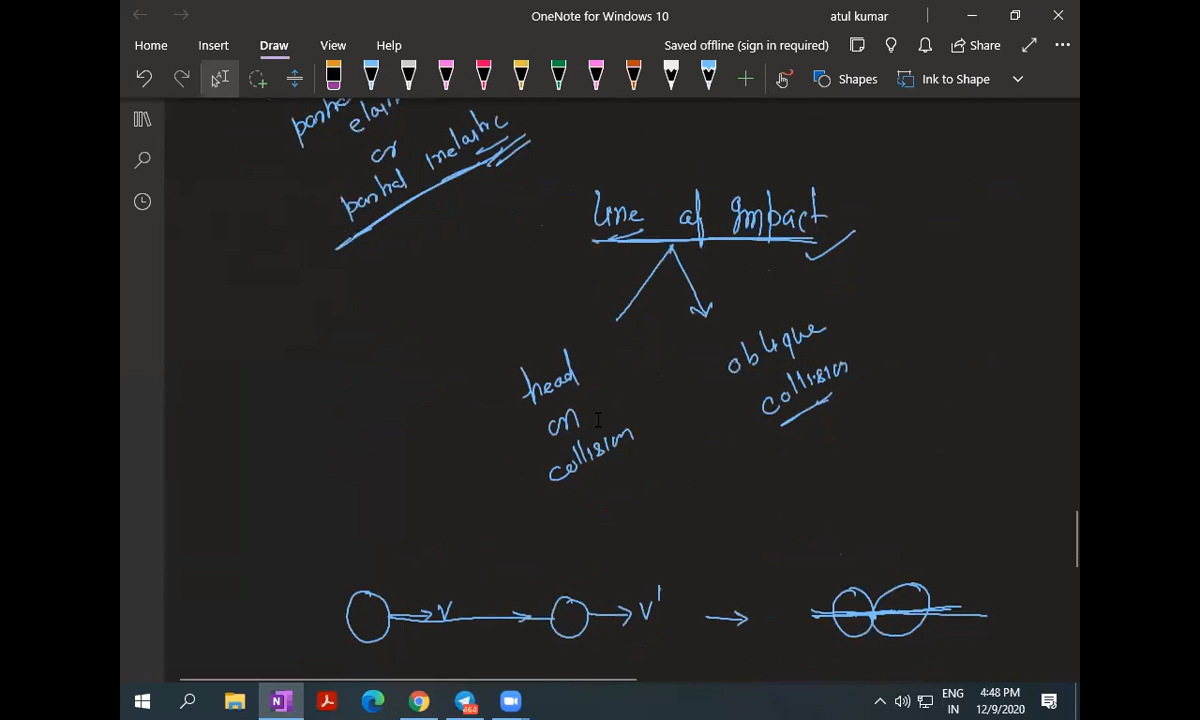 OneNote for Windows 10
atul kumar
Home Insert Draw View Help
Saved offline (sign in required)
Share
Shapes
Ink to Shape
or
partial inelastic
Line of Impact
head
on
collision
oblique
collision
V
V'
464
ENG
IN
4:48 PM
12/9/2020